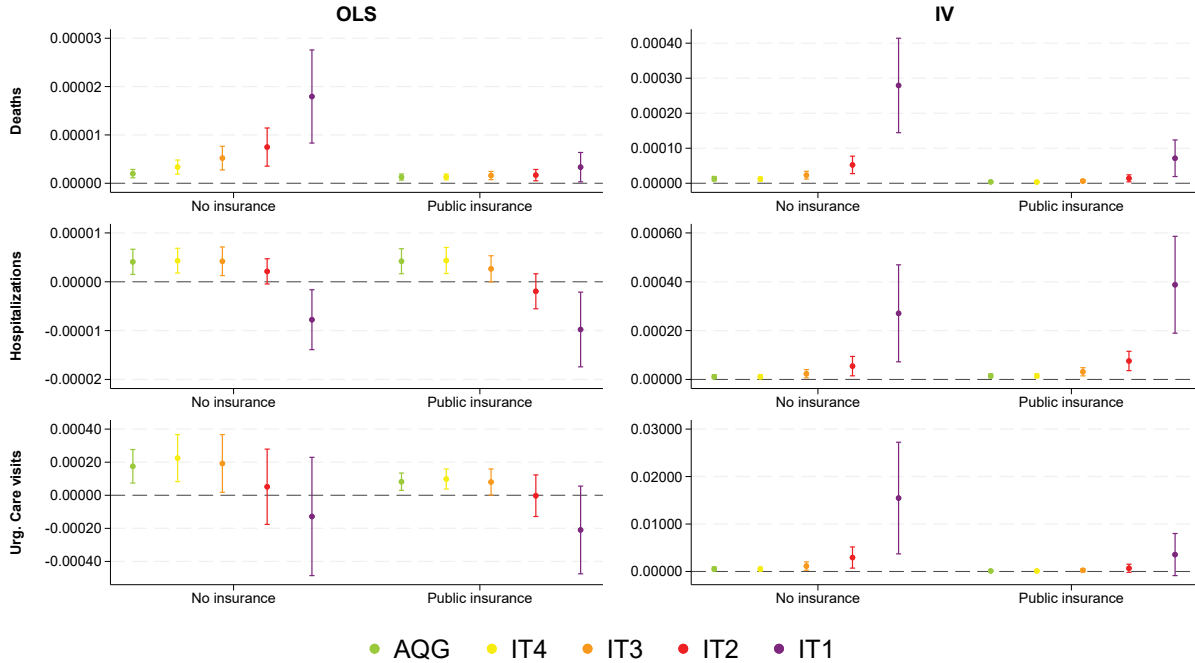 OLS
IV
Deaths
0.00003
0.00002
0.00001
0.00000
No insurance
Public insurance
0.00040
0.00030
0.00020
0.00010
0.00000
No insurance
Public insurance
Hospitalizations
0.00001
0.00000
-0.00001
-0.00002
No insurance
Public insurance
0.00060
0.00040
0.00020
0.00000
No insurance
Public insurance
Urg. Care visits
0.00040
0.00020
0.00000
-0.00020
-0.00040
No insurance
Public insurance
0.03000
0.02000
0.01000
0.00000
No insurance
Public insurance
AQG IT4 IT3 IT2 IT1